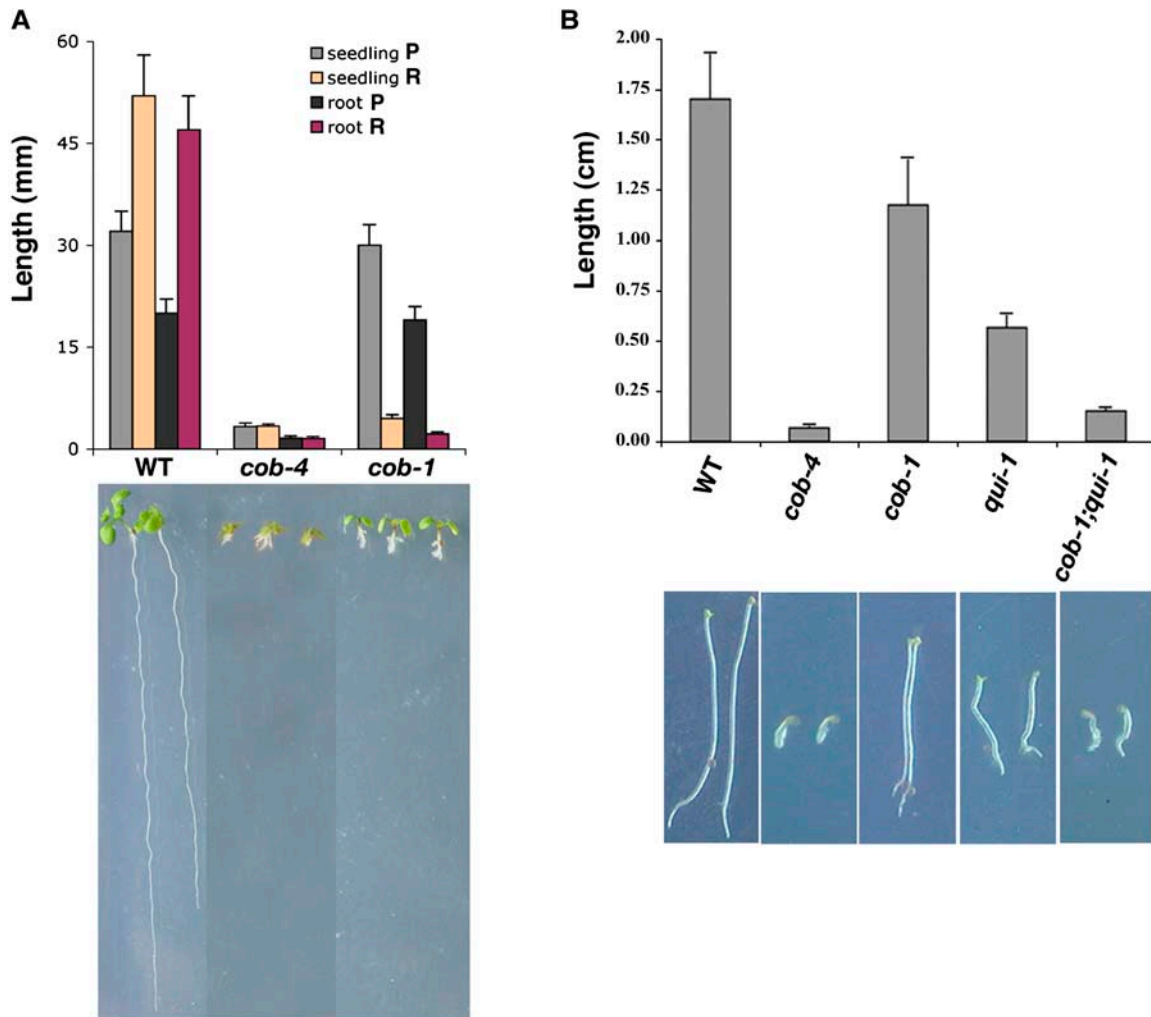 A
Length (mm)
60
45
30
15
0
seedling P
seedling R
root P
root R
WT
cob-4
cob-1
B
Length (cm)
2.00
1.75
1.50
1.25
1.00
0.75
0.50
0.25
0.00
WT
cob-4
cob-1
qui-1
cob-1;qui-1